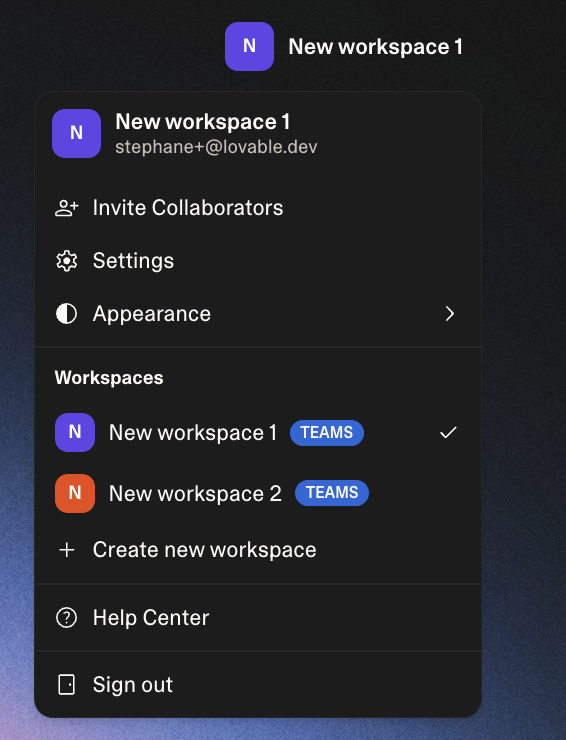 N New workspace 1
N New workspace 1
stephane+@lovable.dev
Invite Collaborators
Settings
Appearance
Workspaces
N New workspace 1 TEAMS
N New workspace 2 TEAMS
Create new workspace
Help Center
Sign out